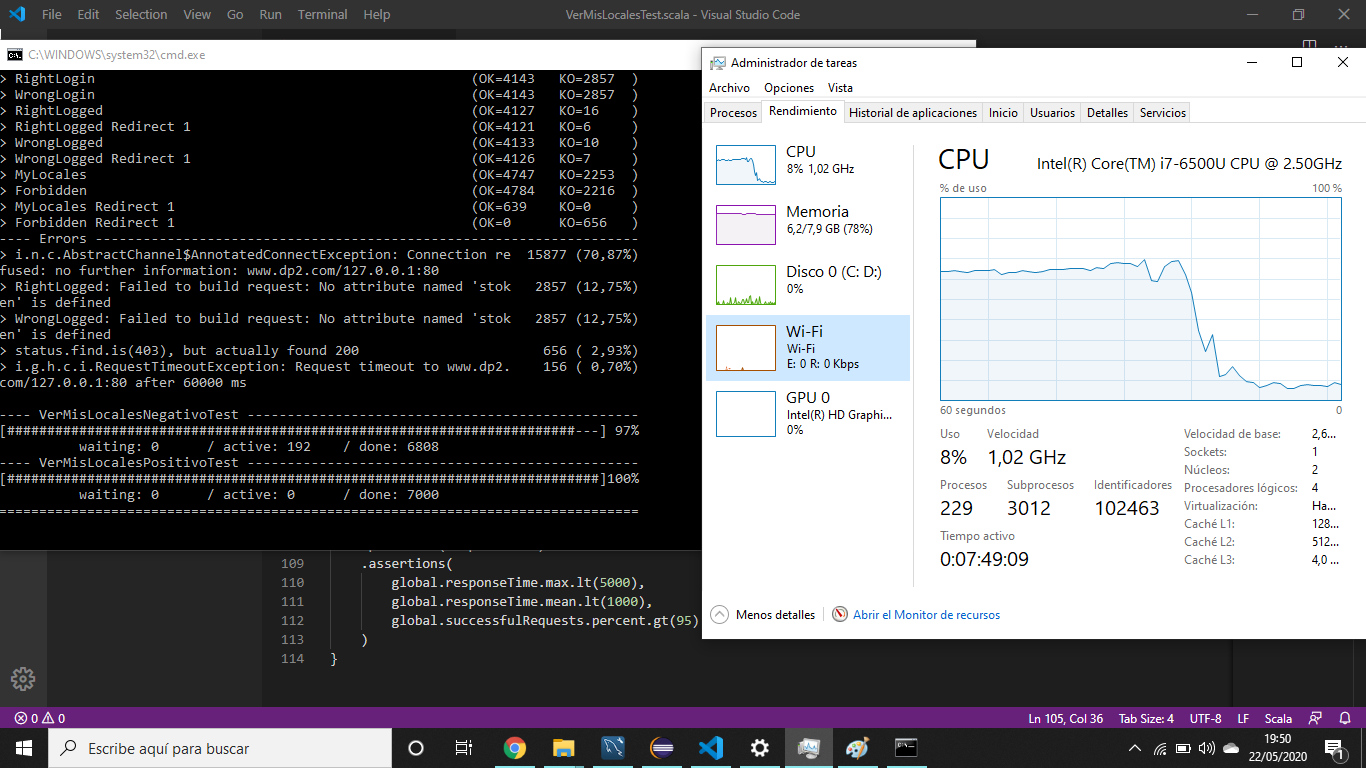 File Edit Selection View Go Run Terminal Help
VerMisLocalesTest.scala - Visual Studio Code
C:\WINDOWS\system32\cmd.exe
> RightLogin (OK=4143 KO=2857 )
> WrongLogin (OK=4143 KO=2857 )
> RightLogged (OK=4127 KO=16 )
> RightLogged Redirect 1 (OK=4121 KO=6 )
> WrongLogged (OK=4133 KO=10 )
> WrongLogged Redirect 1 (OK=4126 KO=7 )
> MyLocales (OK=4747 KO=2253 )
> Forbidden (OK=4784 KO=2216 )
> MyLocales Redirect 1 (OK=639 KO=0 )
> Forbidden Redirect 1 (OK=0 KO=656 )
---- Errors --------------------------------------------------------------------
> i.n.c.AbstractChannel$AnnotatedConnectException: Connection re 15877 (70,87%)
fused: no further information: www.dp2.com/127.0.0.1:80
> RightLogged: Failed to build request: No attribute named 'stok 2857 (12,75%)
en' is defined
> WrongLogged: Failed to build request: No attribute named 'stok 2857 (12,75%)
en' is defined
> status.find.is(403), but actually found 200 656 ( 2,93%)
> i.g.h.c.i.RequestTimeoutException: Request timeout to www.dp2. 156 ( 0,70%)
com/127.0.0.1:80 after 60000 ms
---- VerMisLocalesNegativoTest -------------------------------------------------
[#######################################################################---] 97%
waiting: 0 / active: 192 / done: 6808
---- VerMisLocalesPositivoTest -------------------------------------------------
[##########################################################################]100%
waiting: 0 / active: 0 / done: 7000
================================================================================
109 .assertions(
110 global.responseTime.max.lt(5000),
111 global.responseTime.mean.lt(1000),
112 global.successfulRequests.percent.gt(95)
113 )
114 }
Administrador de tareas
Archivo Opciones Vista
Procesos Rendimiento Historial de aplicaciones Inicio Usuarios Detalles Servicios
CPU
8% 1,02 GHz
Memoria
6,2/7,9 GB (78%)
Disco 0 (C: D:)
0%
Wi-Fi
Wi-Fi
E: 0 R: 0 Kbps
GPU 0
Intel(R) HD Graphi...
0%
CPU Intel(R) Core(TM) i7-6500U CPU @ 2.50GHz
% de uso 100 %
60 segundos 0
Uso Velocidad
8% 1,02 GHz
Procesos Subprocesos Identificadores
229 3012 102463
Tiempo activo
0:07:49:09
Velocidad de base: 2,6...
Sockets: 1
Núcleos: 2
Procesadores lógicos: 4
Virtualización: Ha...
Caché L1: 128...
Caché L2: 512...
Caché L3: 4,0 ...
Menos detalles Abrir el Monitor de recursos
0 0 Ln 105, Col 36 Tab Size: 4 UTF-8 LF Scala
Escribe aquí para buscar
19:50
22/05/2020
1